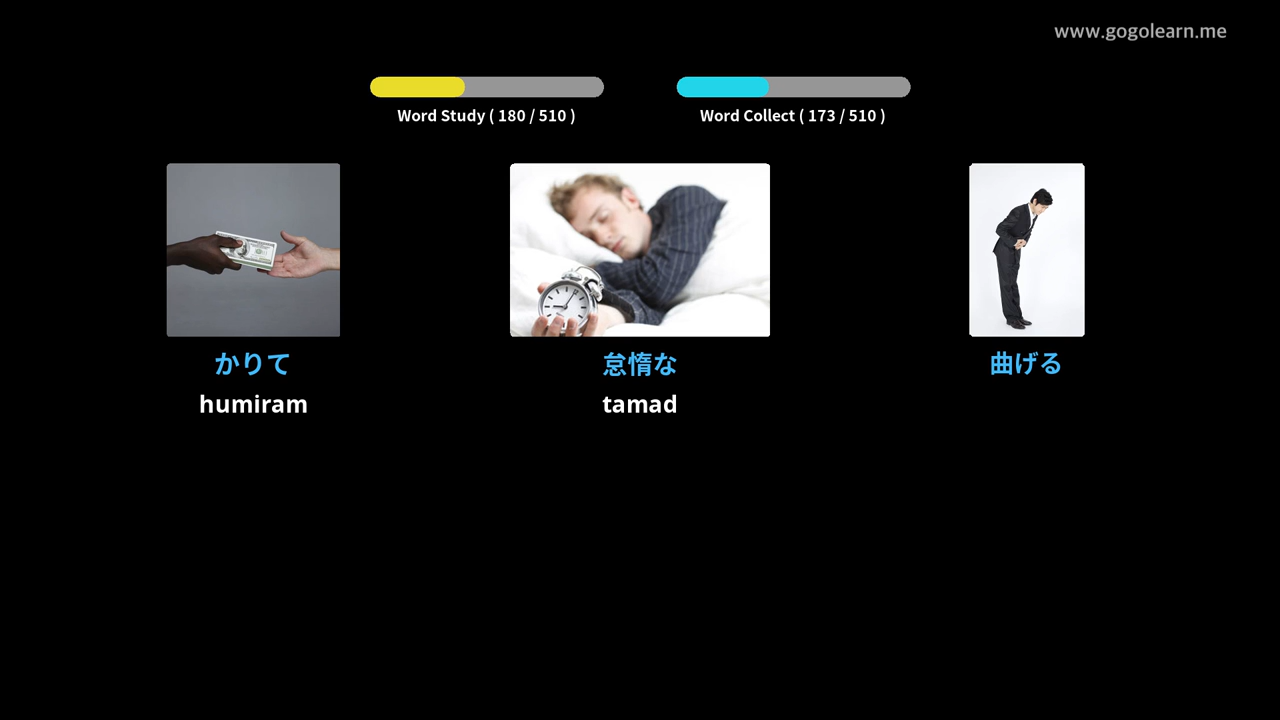 www.gogolearn.me
Word Study ( 180 / 510 )
Word Collect ( 173 / 510 )
かりて
怠惰な
曲げる
humiram
tamad